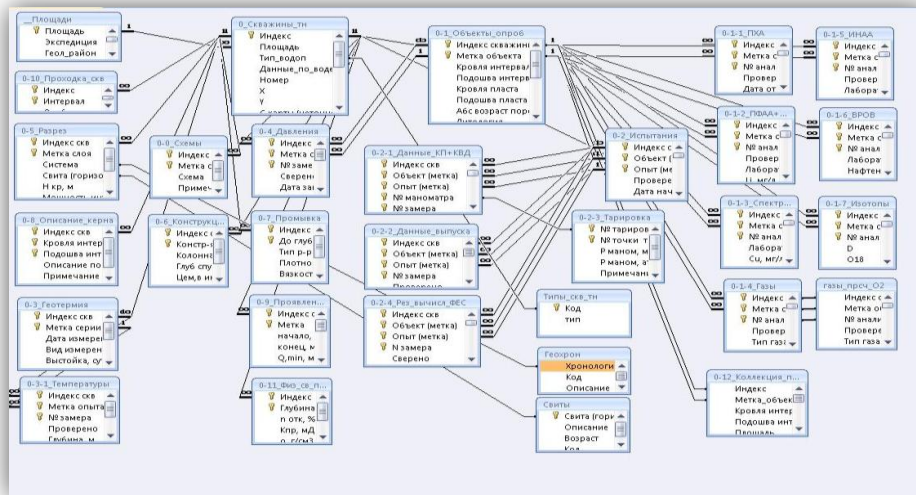 __Площади
Площадь
Экспедиция
Геол_район
0-10_Проходка_скв
Индекс
Интервал
0-5_Разрез
Индекс скв
Метка слоя
Система
Свита (горизо
Н кр, м
0-8_Описание_керна
Индекс скв
Кровля интер
Подошва инт
Описание по
Примечание
0-3_Геотермия
Индекс скв
Метка серии
Дата измерен
Вид измерен
Выстойка, су
0-3-1_Температуры
Индекс скв
Метка опыта
№ замера
Проверено
Глубина, м
0_Скважины_тн
Индекс
Площадь
Тип_водоп
Данные_по_воде
Номер
X
Y
Схемы
Индекс
Метка с
Схема
Примеч
0-6_Конструкц
Индекс
Констр-
Колонна
Глуб спу
Цем,в и
0-4_Давления
Индекс
Метка с
№ заме
Сверен
Дата за
0-7_Промывка
Индекс
До глуб
Тип р-р
Плотно
Вязкост
0-9_Проявлен
Индекс
Метка
начало,
конец, м
Q,min, м
0-11_Физ_св_п
Индекс
Глубина
n отк, %
Кпр, мД
0-1_Объекты_опроб
Индекс скважин
Метка объекта
Кровля интервал
Подошва интерв
Кровля пласта
Подошва пласта
Абс возраст пор
0-2-1_Данные_КП+КВД
Индекс скв
Объект (метка)
Опыт (метка)
№ манометра
№ замера
0-2-2_Данные_выпуска
Индекс скв
Объект (метка)
Опыт (метка)
№ замера
0-2-4_Рез_вычисл_ФЕС
Индекс скв
Объект (метка)
Опыт (метка)
N замера
Сверено
0-2_Испытания
Индекс с
Объект (
Опыт (ме
Провере
Дата нач
0-2-3_Тарировка
№ тариров
№ точки т
Р маном, м
Р маном, а
Примечан
Типы_скв_тн
Код
тип
Геохрон
Хронологи
Код
Описание
Свиты
Свита (гори
Описание
Возраст
Код
0-1-1_ПХА
Индекс
Метка с
№ анал
Провер
Дата от
0-1-5_ИНАА
Индекс
Метка с
№ анал
Провер
Лабора
0-1-2_ПФАА+
Индекс
Метка с
№ анал
Провер
0-1-6_ВРОВ
Индекс
Метка с
№ анал
Лабора
Нафтен
0-1-3_Спектр
Индекс
Метка с
№ анал
Лабора
Cu, мг/
0-1-7_Изотопы
Индекс
Метка с
№ анал
D
O18
0-1-4_Газы
Индекс
Метка с
№ анал
Провер
Тип газа
газы_прсч_О2
Индекс с
Метка о
№ анали
Провере
Тип газа
0-12_Коллекция_п
Индекс
Метка_объек
Кровля интер
Подошва инт
Площадь